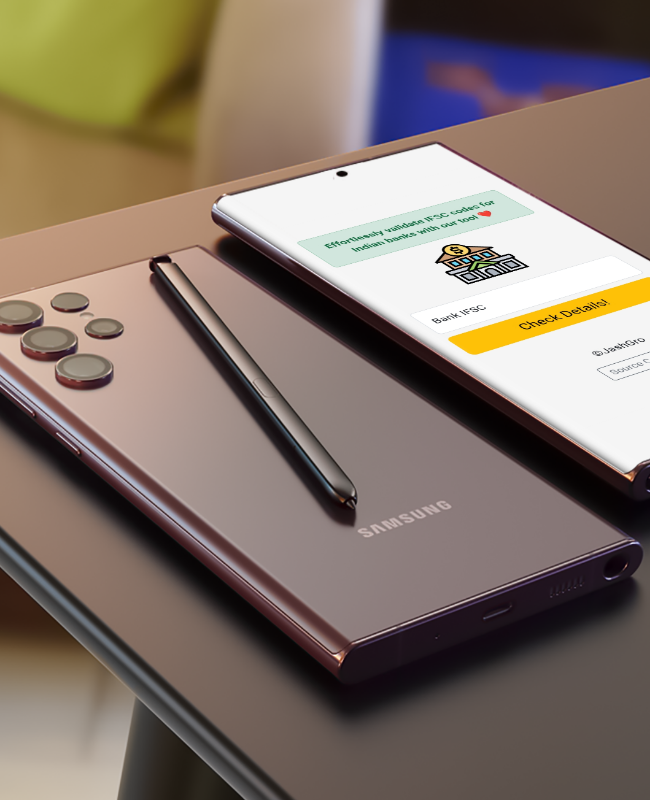 Effortlessly validate IFSC codes for
Indian banks with our tool ❤️
$
Bank IFSC
Check Details!
©JashGro
Source C
SAMSUNG